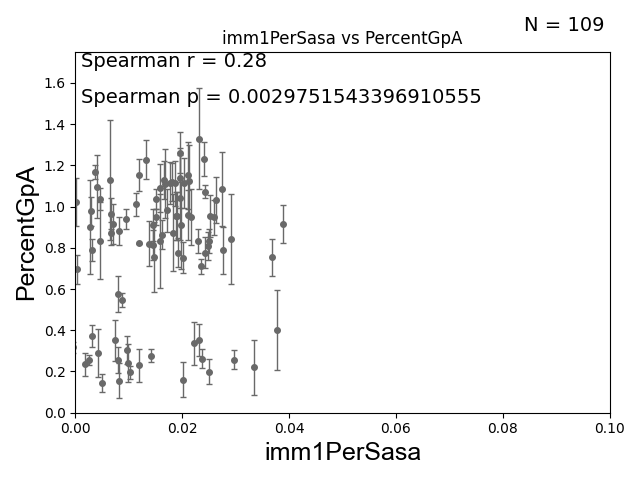 N = 109
imm1PerSasa vs PercentGpA
Spearman r = 0.28
Spearman p = 0.0029751543396910555
PercentGpA
1.6
1.4
1.2
1.0
0.8
0.6
0.4
0.2
0.0
0.00 0.02 0.04 0.06 0.08 0.10
imm1PerSasa